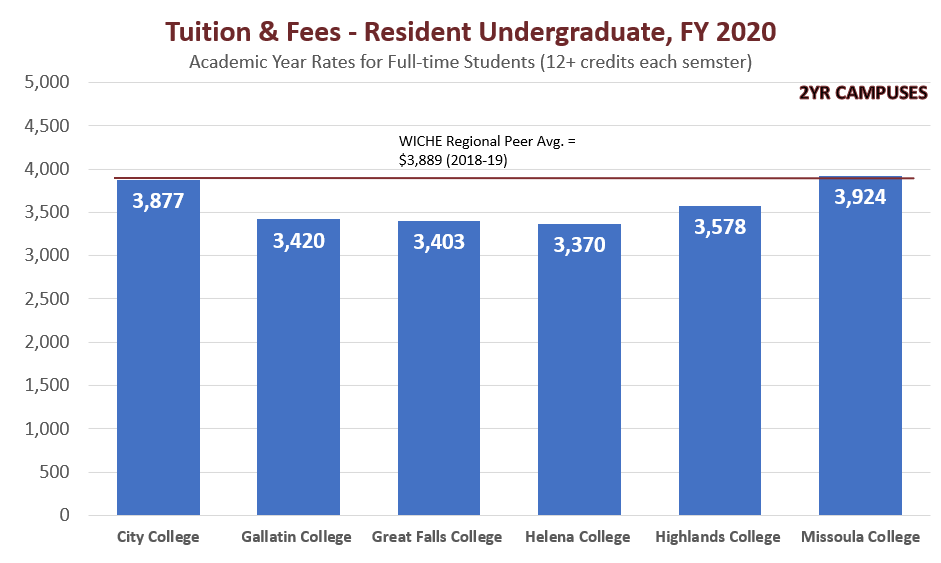 Tuition & Fees - Resident Undergraduate, FY 2020
Academic Year Rates for Full-time Students (12+ credits each semster)
5,000
2YR CAMPUSES
4,500
WICHE Regional Peer Avg. =
$3,889 (2018-19)
4,000
3,877
3,924
3,500
3,420
3,403
3,370
3,578
3,000
2,500
2,000
1,500
1,000
500
0
City College
Gallatin College
Great Falls College
Helena College
Highlands College
Missoula College